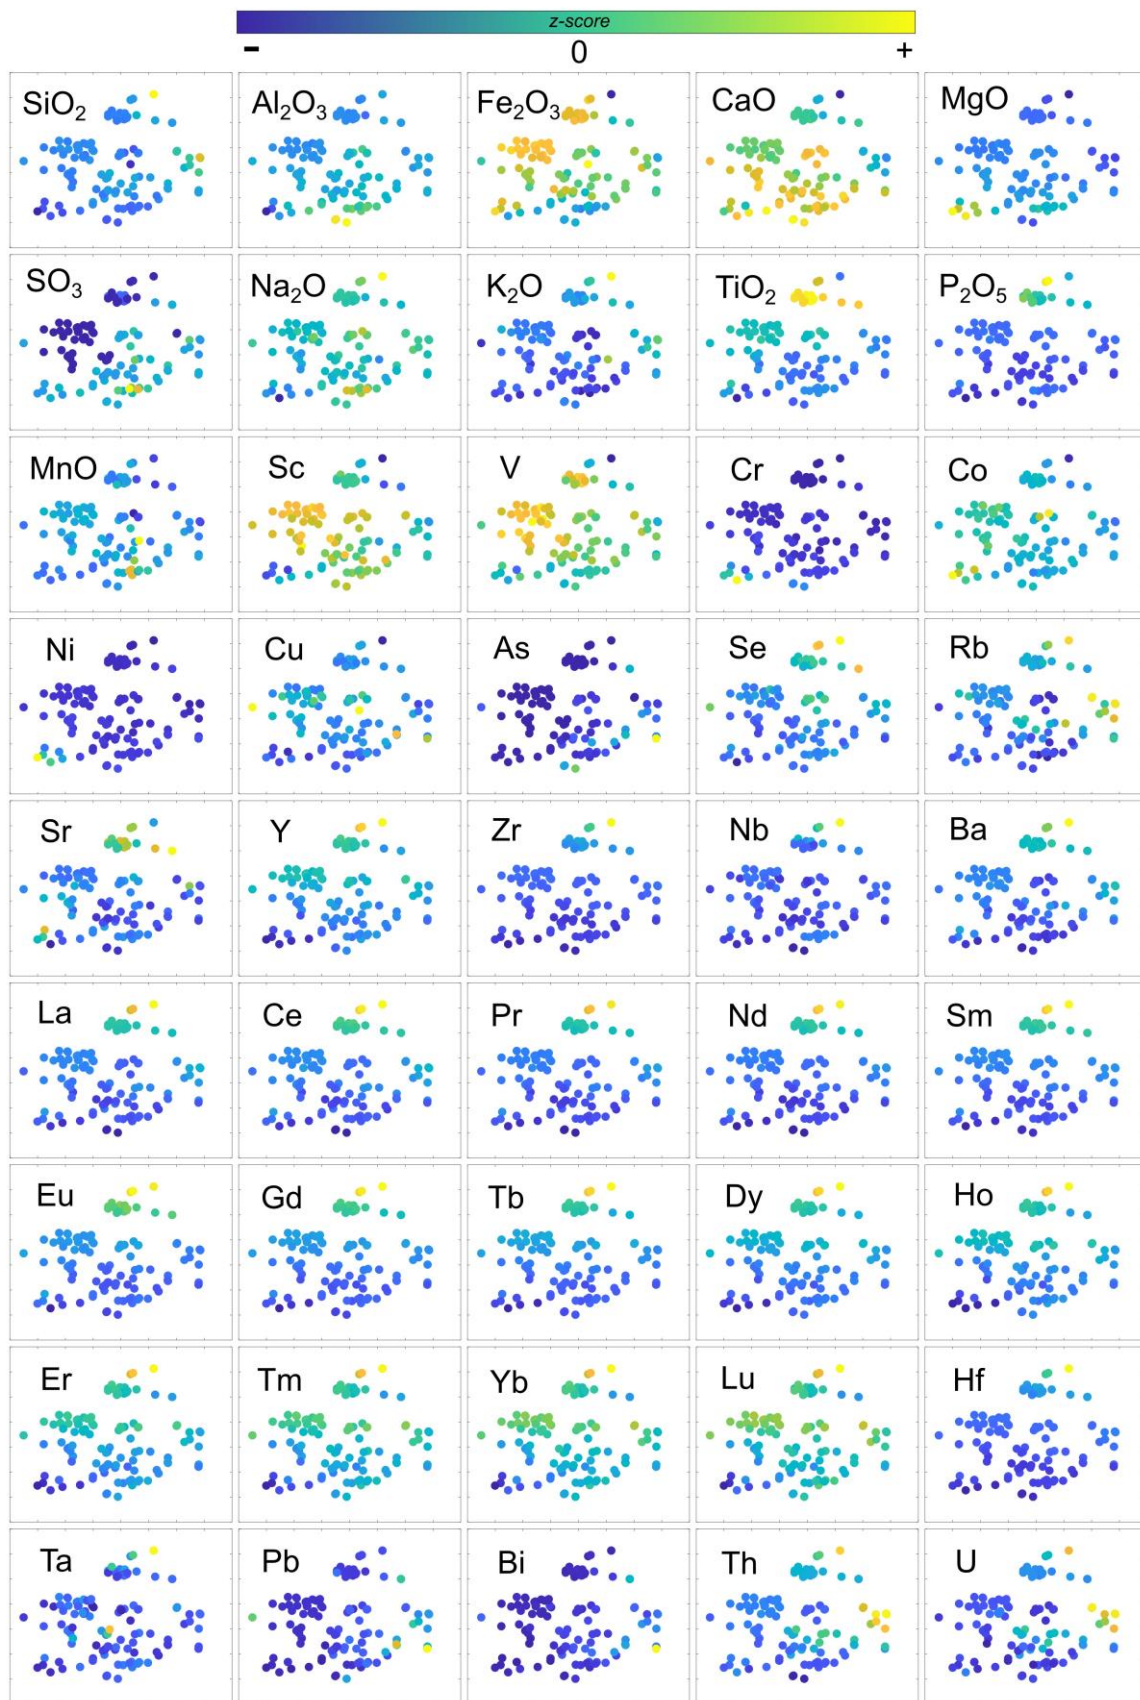 z-score
- 0 +
SiO₂ Al₂O₃ Fe₂O₃ CaO MgO
SO₃ Na₂O K₂O TiO₂ P₂O₅
MnO Sc V Cr Co
Ni Cu As Se Rb
Sr Y Zr Nb Ba
La Ce Pr Nd Sm
Eu Gd Tb Dy Ho
Er Tm Yb Lu Hf
Ta Pb Bi Th U